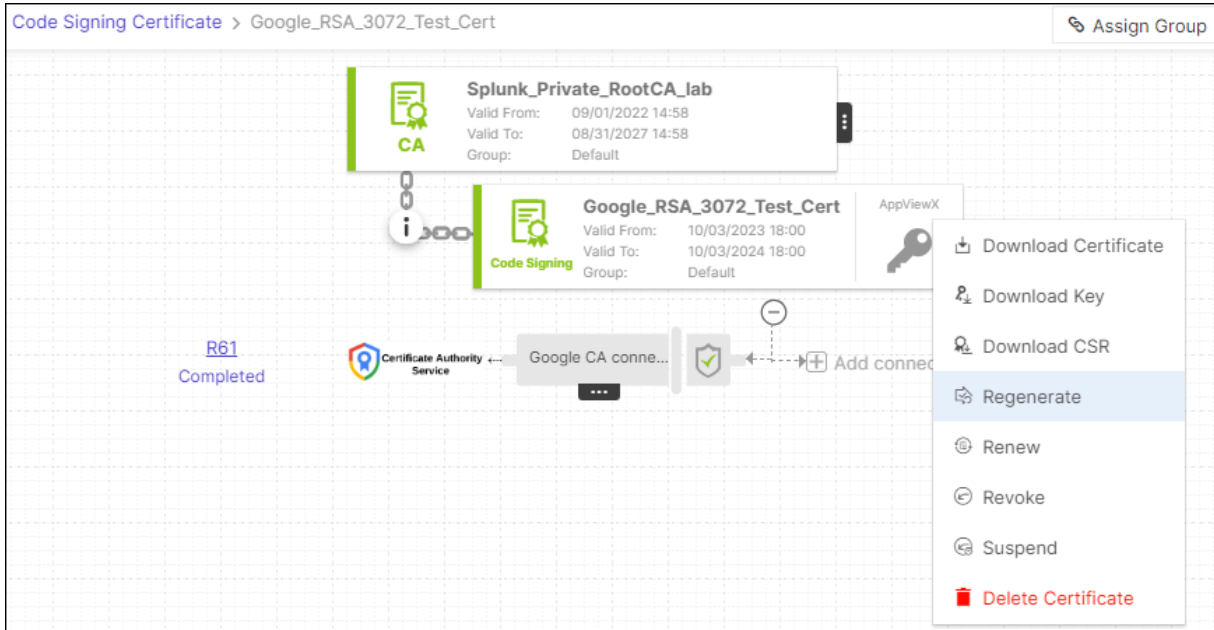 Code Signing Certificate > Google_RSA_3072_Test_Cert
Assign Group
Splunk_Private_RootCA_lab
Valid From: 09/01/2022 14:58
Valid To: 08/31/2027 14:58
Group: Default
CA
Google_RSA_3072_Test_Cert
Valid From: 10/03/2023 18:00
Valid To: 10/03/2024 18:00
Group: Default
Code Signing
AppViewX
i
R61
Completed
Certificate Authority
Service
Google CA conne...
Add connec
Download Certificate
Download Key
Download CSR
Regenerate
Renew
Revoke
Suspend
Delete Certificate